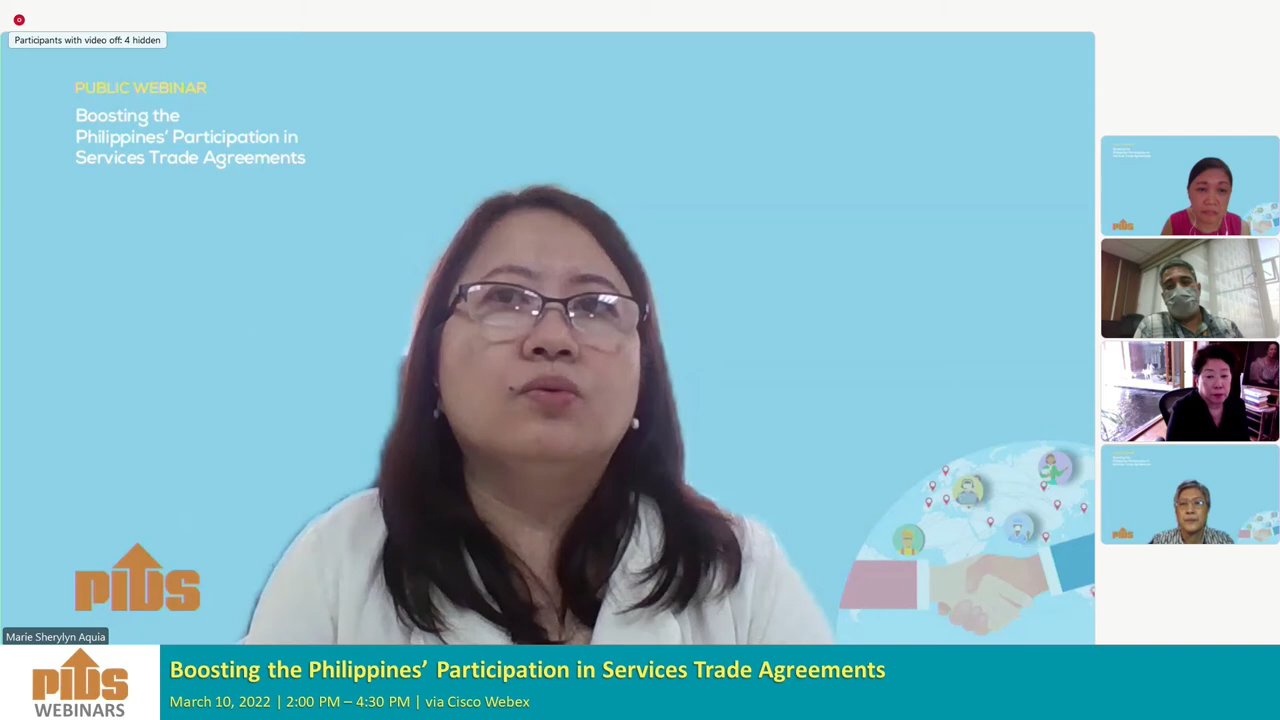 Participants with video off: 4 hidden
PUBLIC WEBINAR
Boosting the
Philippines' Participation in
Services Trade Agreements
PIDS
Marie Sherylyn Aquia
PIDS
WEBINARS
Boosting the Philippines' Participation in Services Trade Agreements
March 10, 2022 | 2:00 PM – 4:30 PM | via Cisco Webex
PIDS
PIDS